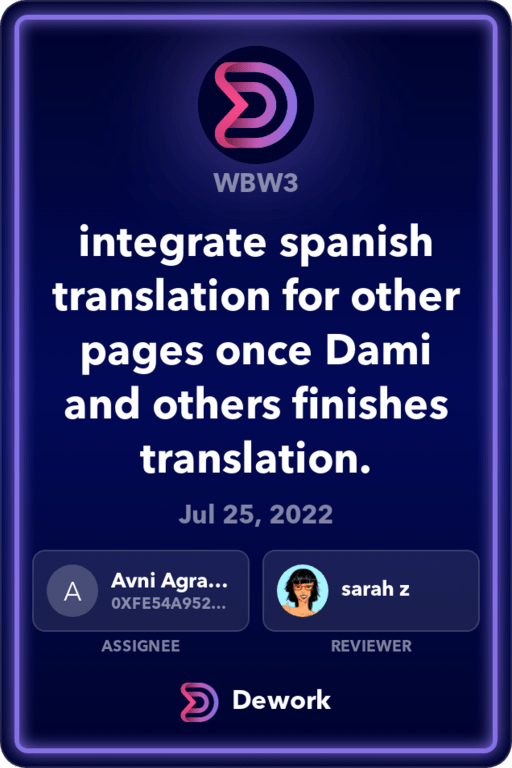 WBW3
integrate spanish
translation for other
pages once Dami
and others finishes
translation.
Jul 25, 2022
A
Avni Agra...
0XFE54A952...
sarah z
ASSIGNEE
REVIEWER
Dework